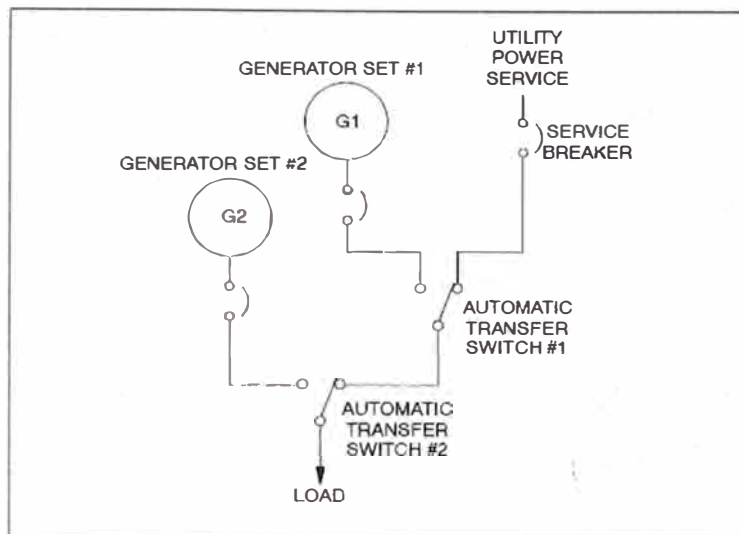 UTILITY
POWER
SERVICE
GENERATOR SET #1
G1
SERVICE
BREAKER
GENERATOR SET #2
G2
AUTOMATIC
TRANSFER
SWITCH #1
AUTOMATIC
TRANSFER
SWITCH #2
LOAD